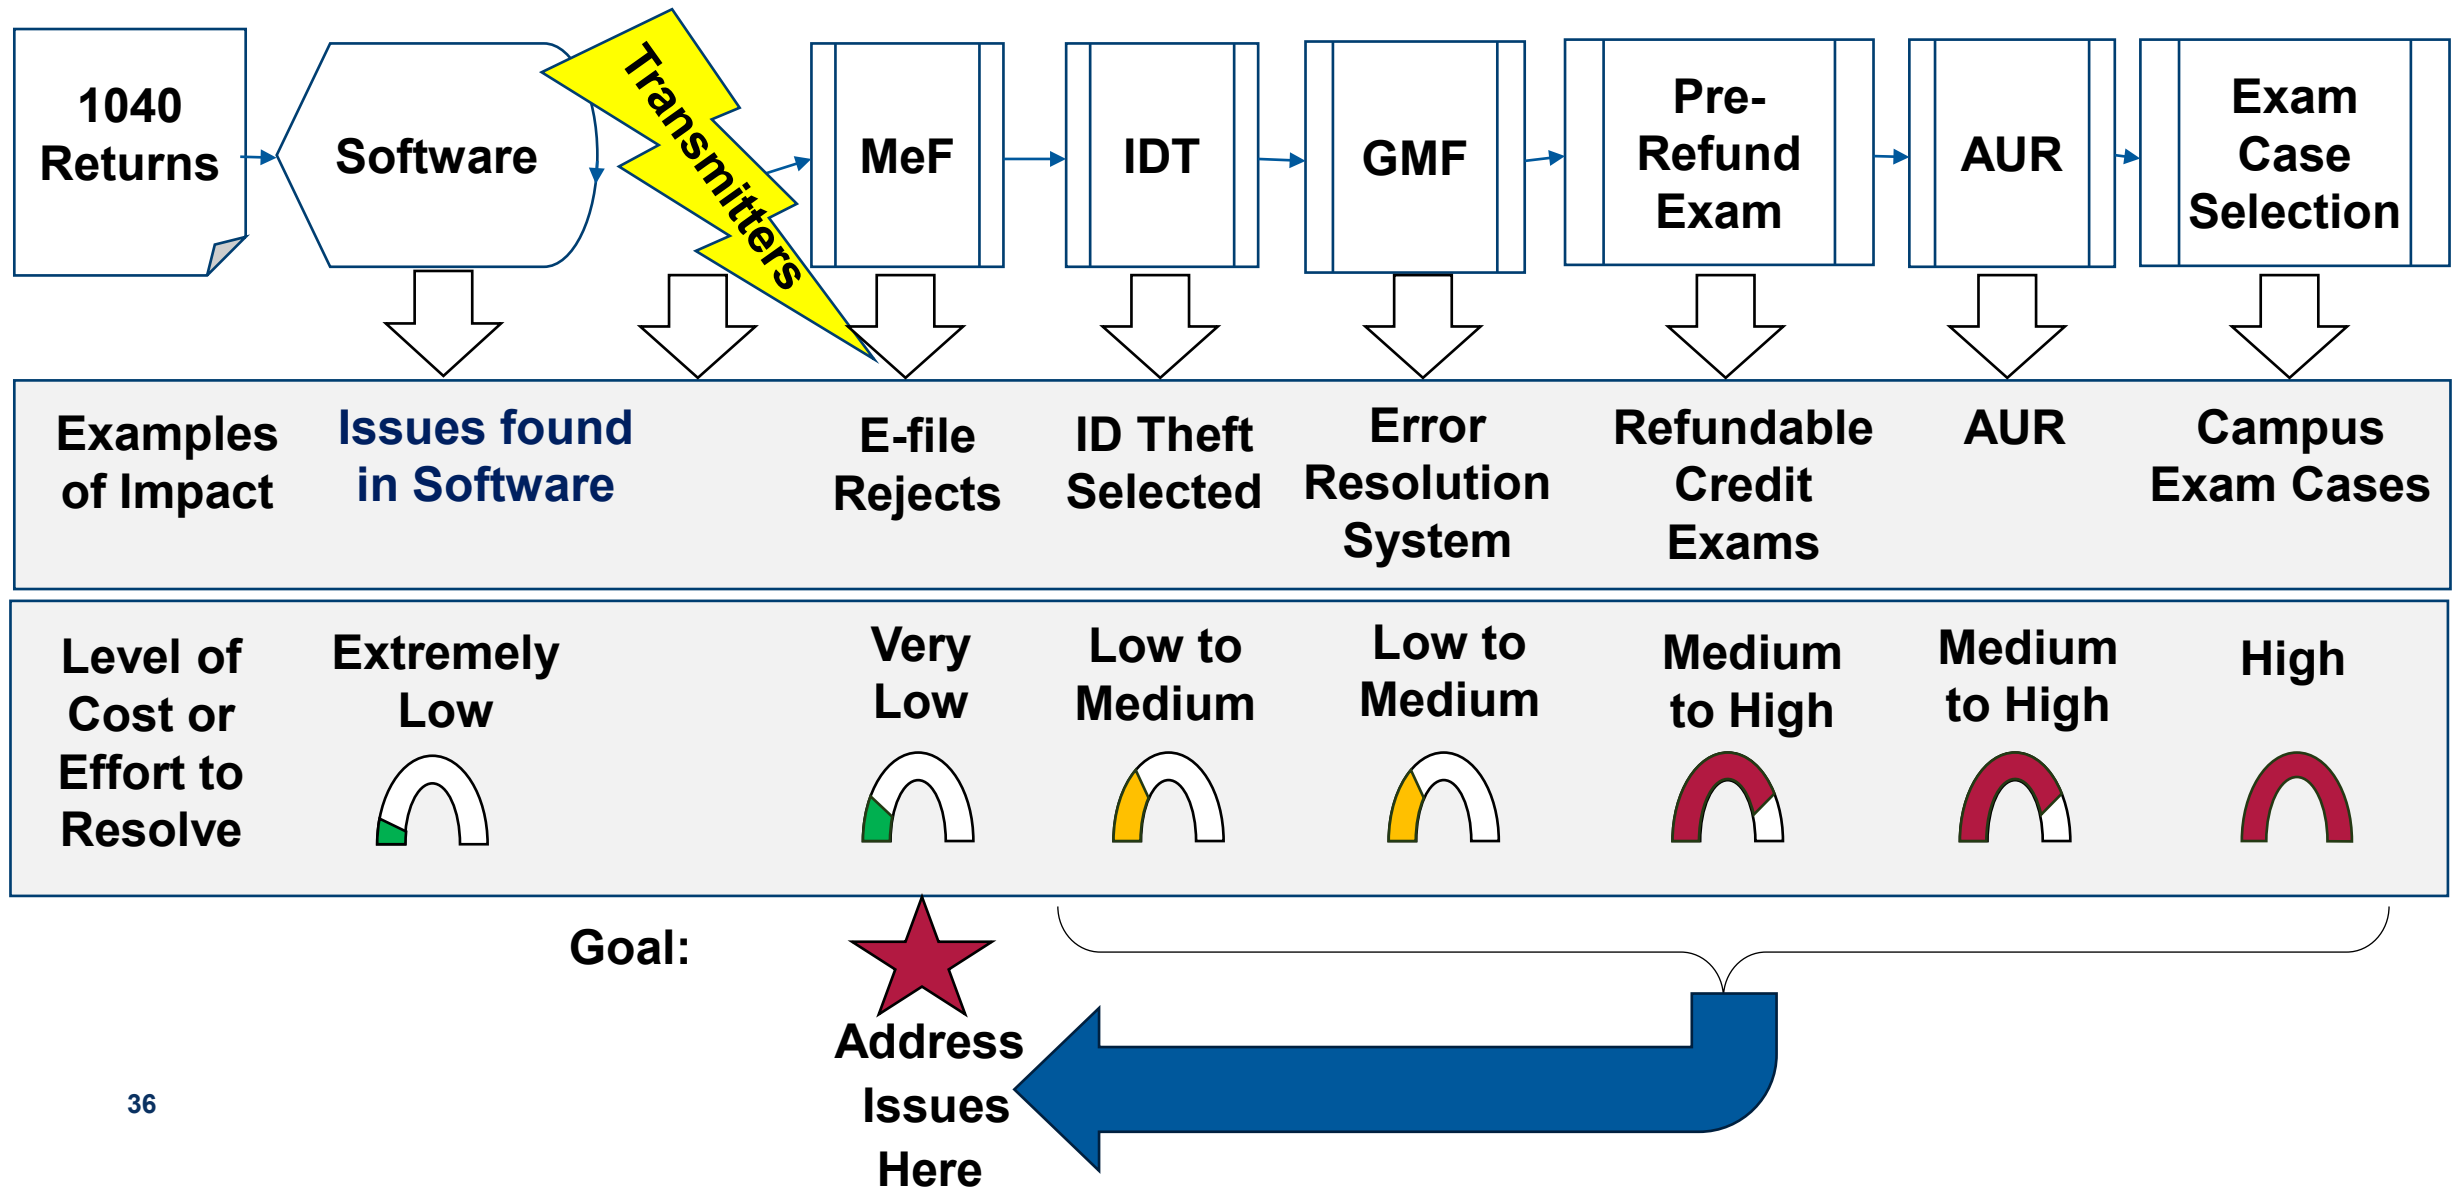 1040
Returns
Software
Transmitters
MeF
IDT
GMF
Pre-
Refund
Exam
AUR
Exam
Case
Selection
Examples
of Impact
Issues found
in Software
E-file
Rejects
ID Theft
Selected
Error
Resolution
System
Refundable
Credit
Exams
AUR
Campus
Exam Cases
Level of
Cost or
Effort to
Resolve
Extremely
Low
Very
Low
Low to
Medium
Low to
Medium
Medium
to High
Medium
to High
High
Goal:
Address
Issues
Here
36